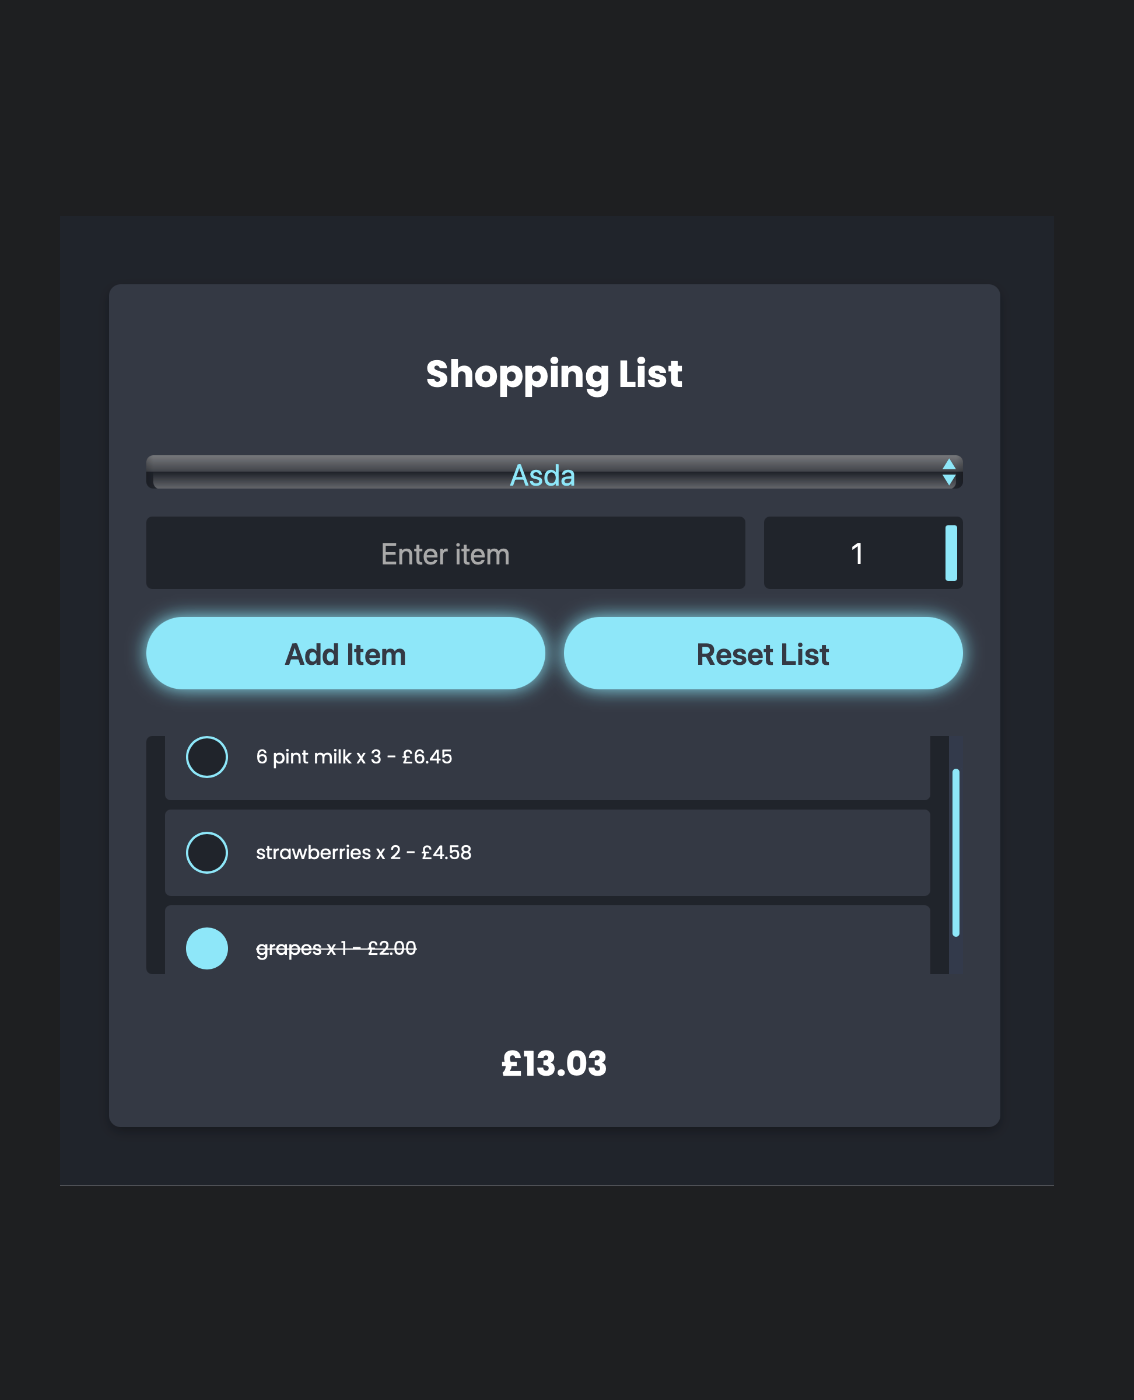 Shopping List
Asda
Enter item
1
Add Item
Reset List
6 pint milk x 3 - £6.45
strawberries x 2 - £4.58
grapes x 1 - £2.00
£13.03